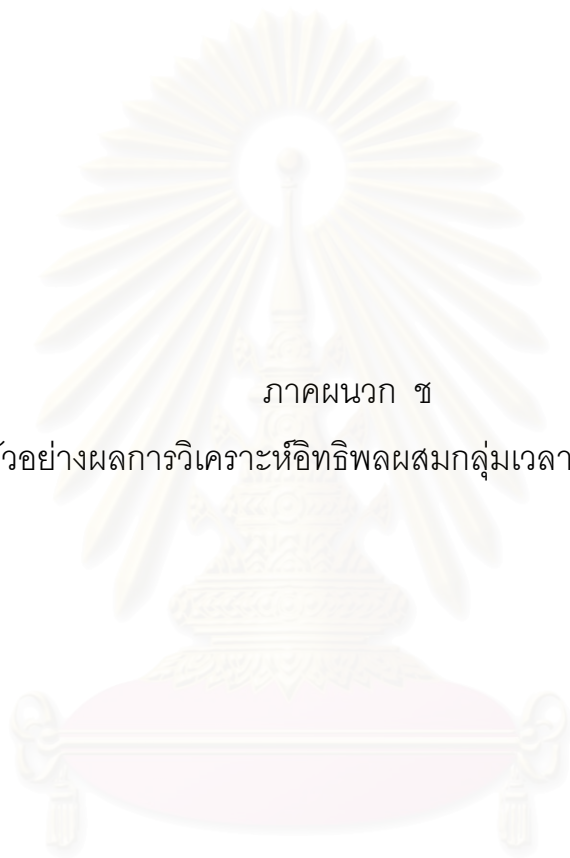 ภาคผนวก ช
วอย่างผลการวิเคราะห์อิทธิพลผสมกลุ่มเวลา